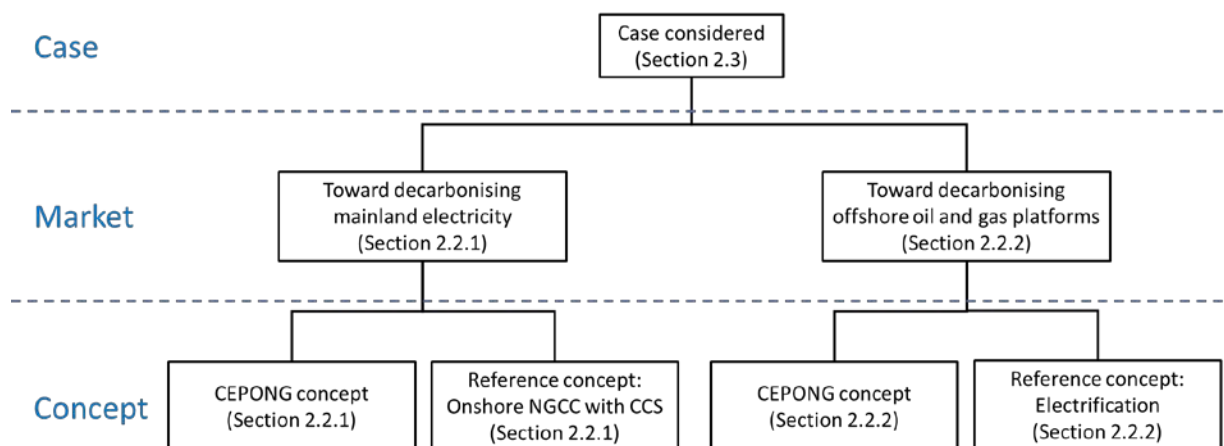 Case
Case considered
(Section 2.3)
Market
Toward decarbonising
mainland electricity
(Section 2.2.1)
Toward decarbonising
offshore oil and gas platforms
(Section 2.2.2)
Concept
CEPONG concept
(Section 2.2.1)
Reference concept:
Onshore NGCC with CCS
(Section 2.2.1)
CEPONG concept
(Section 2.2.2)
Reference concept:
Electrification
(Section 2.2.2)